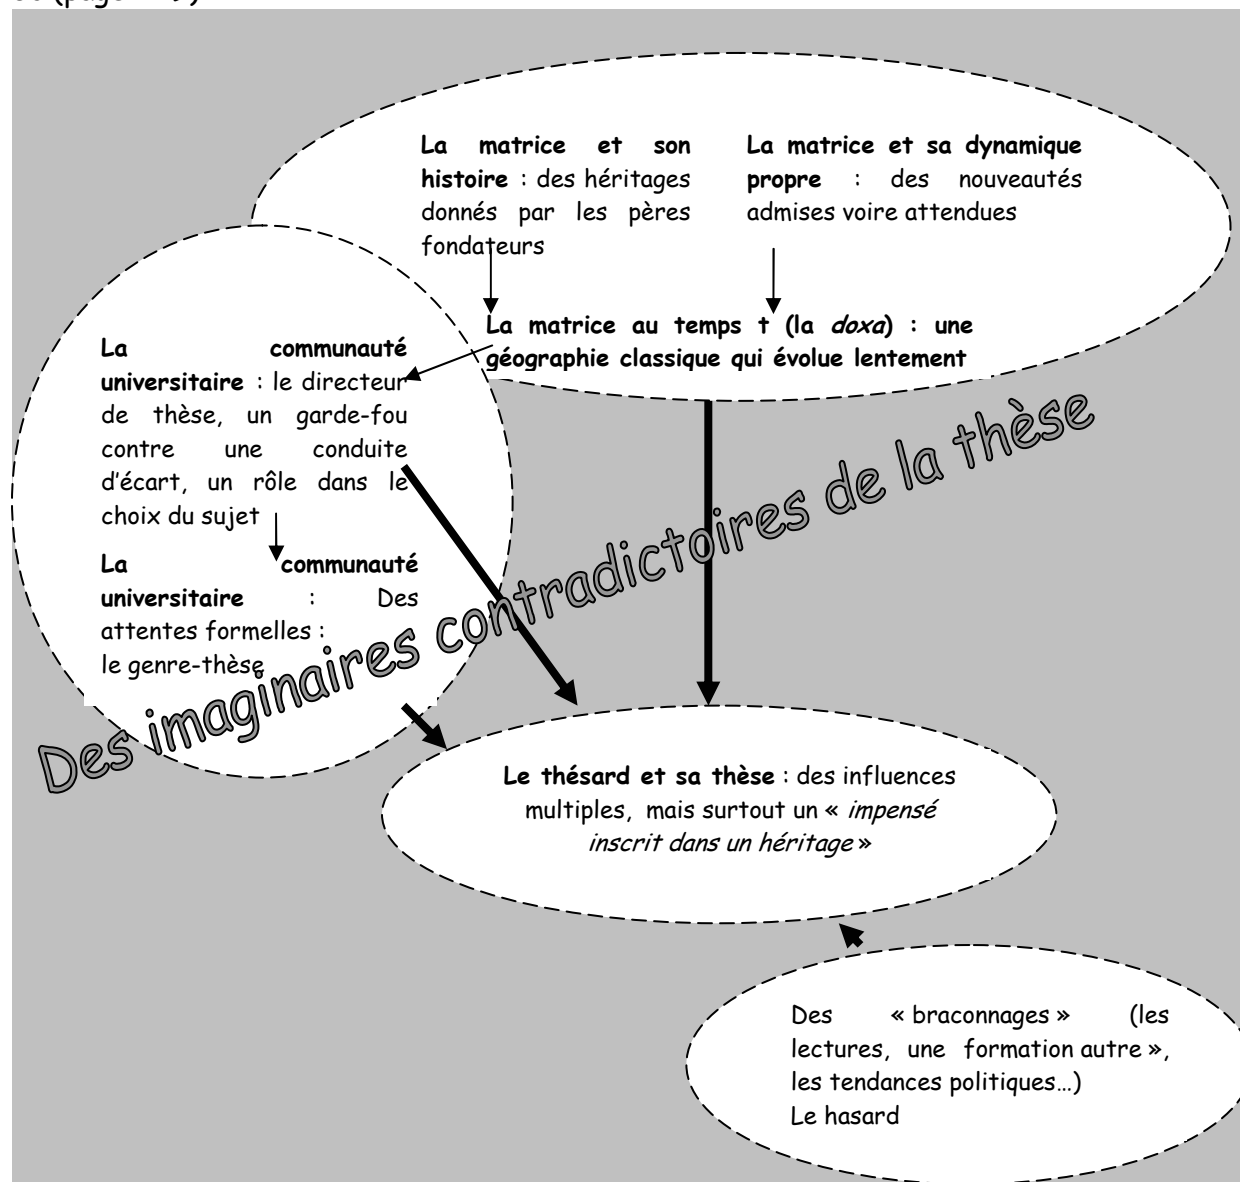 La matrice et son
histoire : des héritages
donnés par les pères
fondateurs
La matrice et sa dynamique
propre : des nouveautés
admises voire attendues
La matrice au temps t (la doxa) : une
géographie classique qui évolue lentement
La communauté
universitaire : le directeur
de thèse, un garde-fou
contre une conduite
d'écart, un rôle dans le
choix du sujet
La communauté
universitaire : Des
attentes formelles :
le genre-thèse
Des imaginaires contradictoires de la thèse
Le thésard et sa thèse : des influences
multiples, mais surtout un « impensé
inscrit dans un héritage »
Des « braconnages » (les
lectures, une formation autre »,
les tendances politiques…)
Le hasard